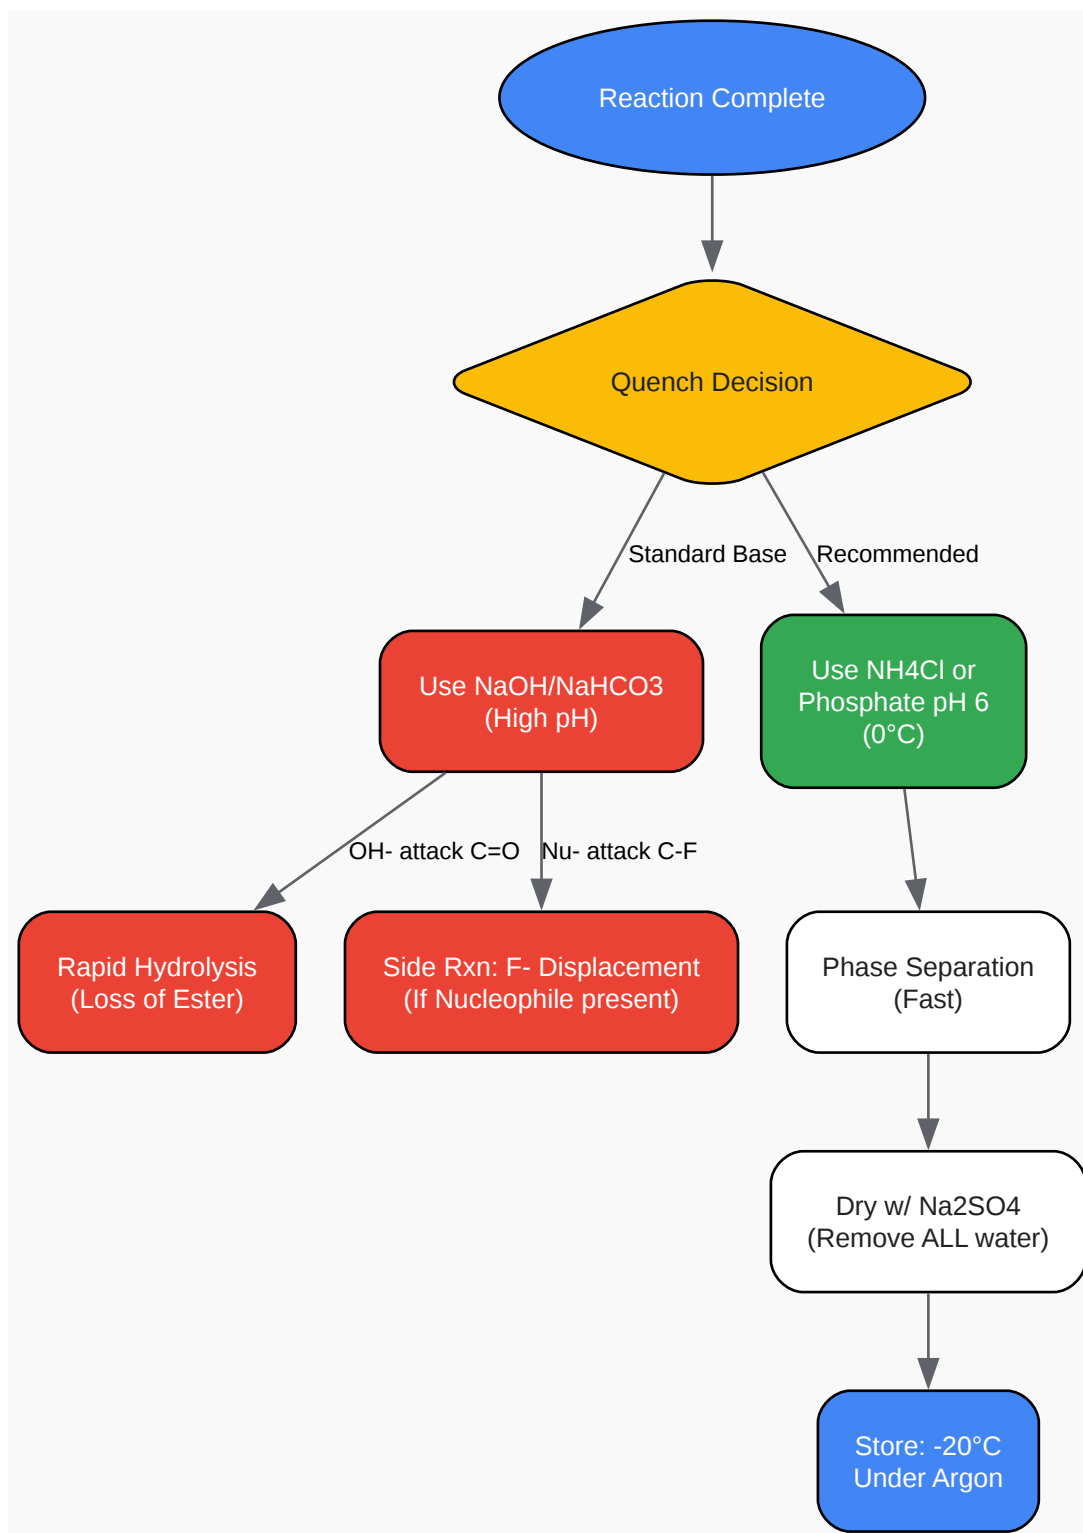 Reaction Complete
Quench Decision
Standard Base
Recommended
Use NaOH/NaHCO3
(High pH)
Use NH4Cl or
Phosphate pH 6
(0°C)
OH- attack C=O
Nu- attack C-F
Rapid Hydrolysis
(Loss of Ester)
Side Rxn: F- Displacement
(If Nucleophile present)
Phase Separation
(Fast)
Dry w/ Na2SO4
(Remove ALL water)
Store: -20°C
Under Argon